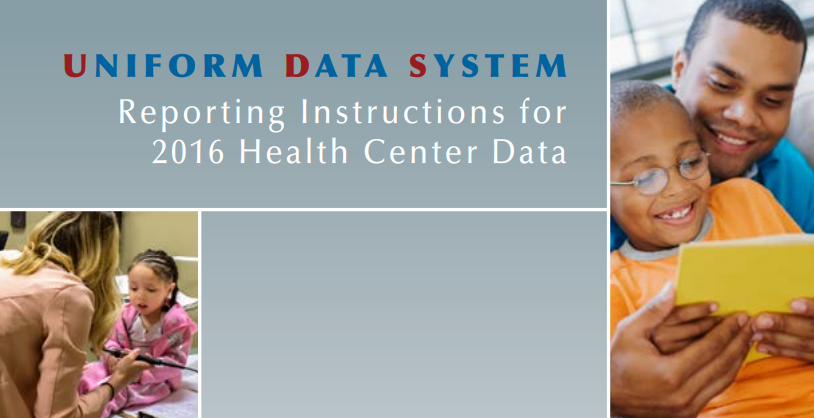 UNIFORM DATA SYSTEM
Reporting Instructions for
2016 Health Center Data